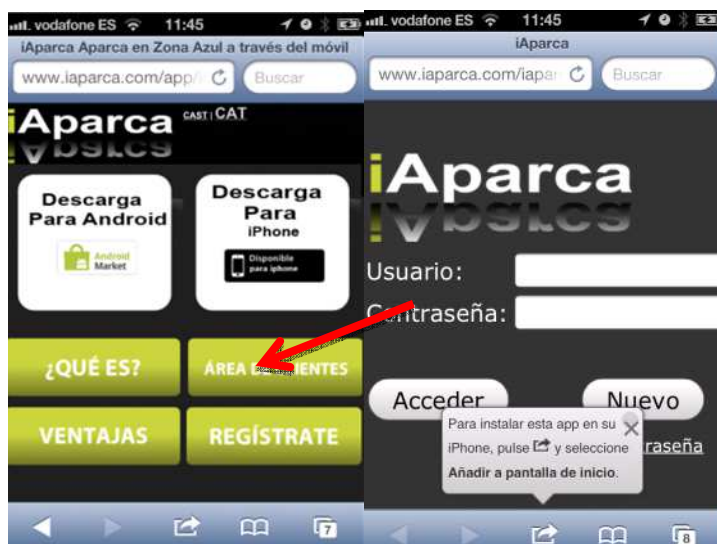 vodafone ES 11:45
iAparca Aparca en Zona Azul a través del móvil
www.iaparca.com/app/
Buscar
iAparca CAST | CAT
Descarga
Para Android
Android
Market
Descarga
Para
iPhone
Disponible
para iphone
¿QUÉ ES?
ÁREA DE CLIENTES
VENTAJAS
REGÍSTRATE
7
vodafone ES 11:45
iAparca
www.iaparca.com/iapar
Buscar
iAparca
Usuario:
Contraseña:
Acceder
Nuevo
raseña
Para instalar esta app en su
iPhone, pulse y seleccione
Añadir a pantalla de inicio.
8